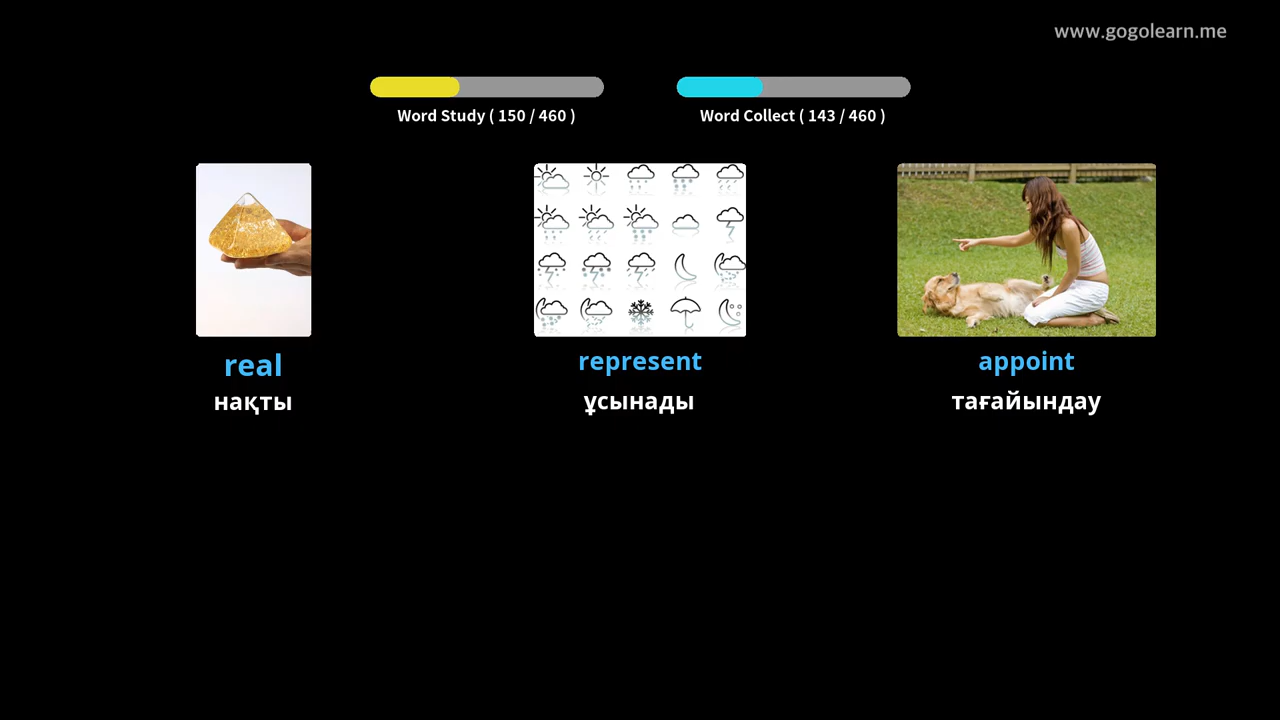 www.gogolearn.me
Word Study ( 150 / 460 )
Word Collect ( 143 / 460 )
real
represent
appoint
нақты
ұсынады
тағайындау